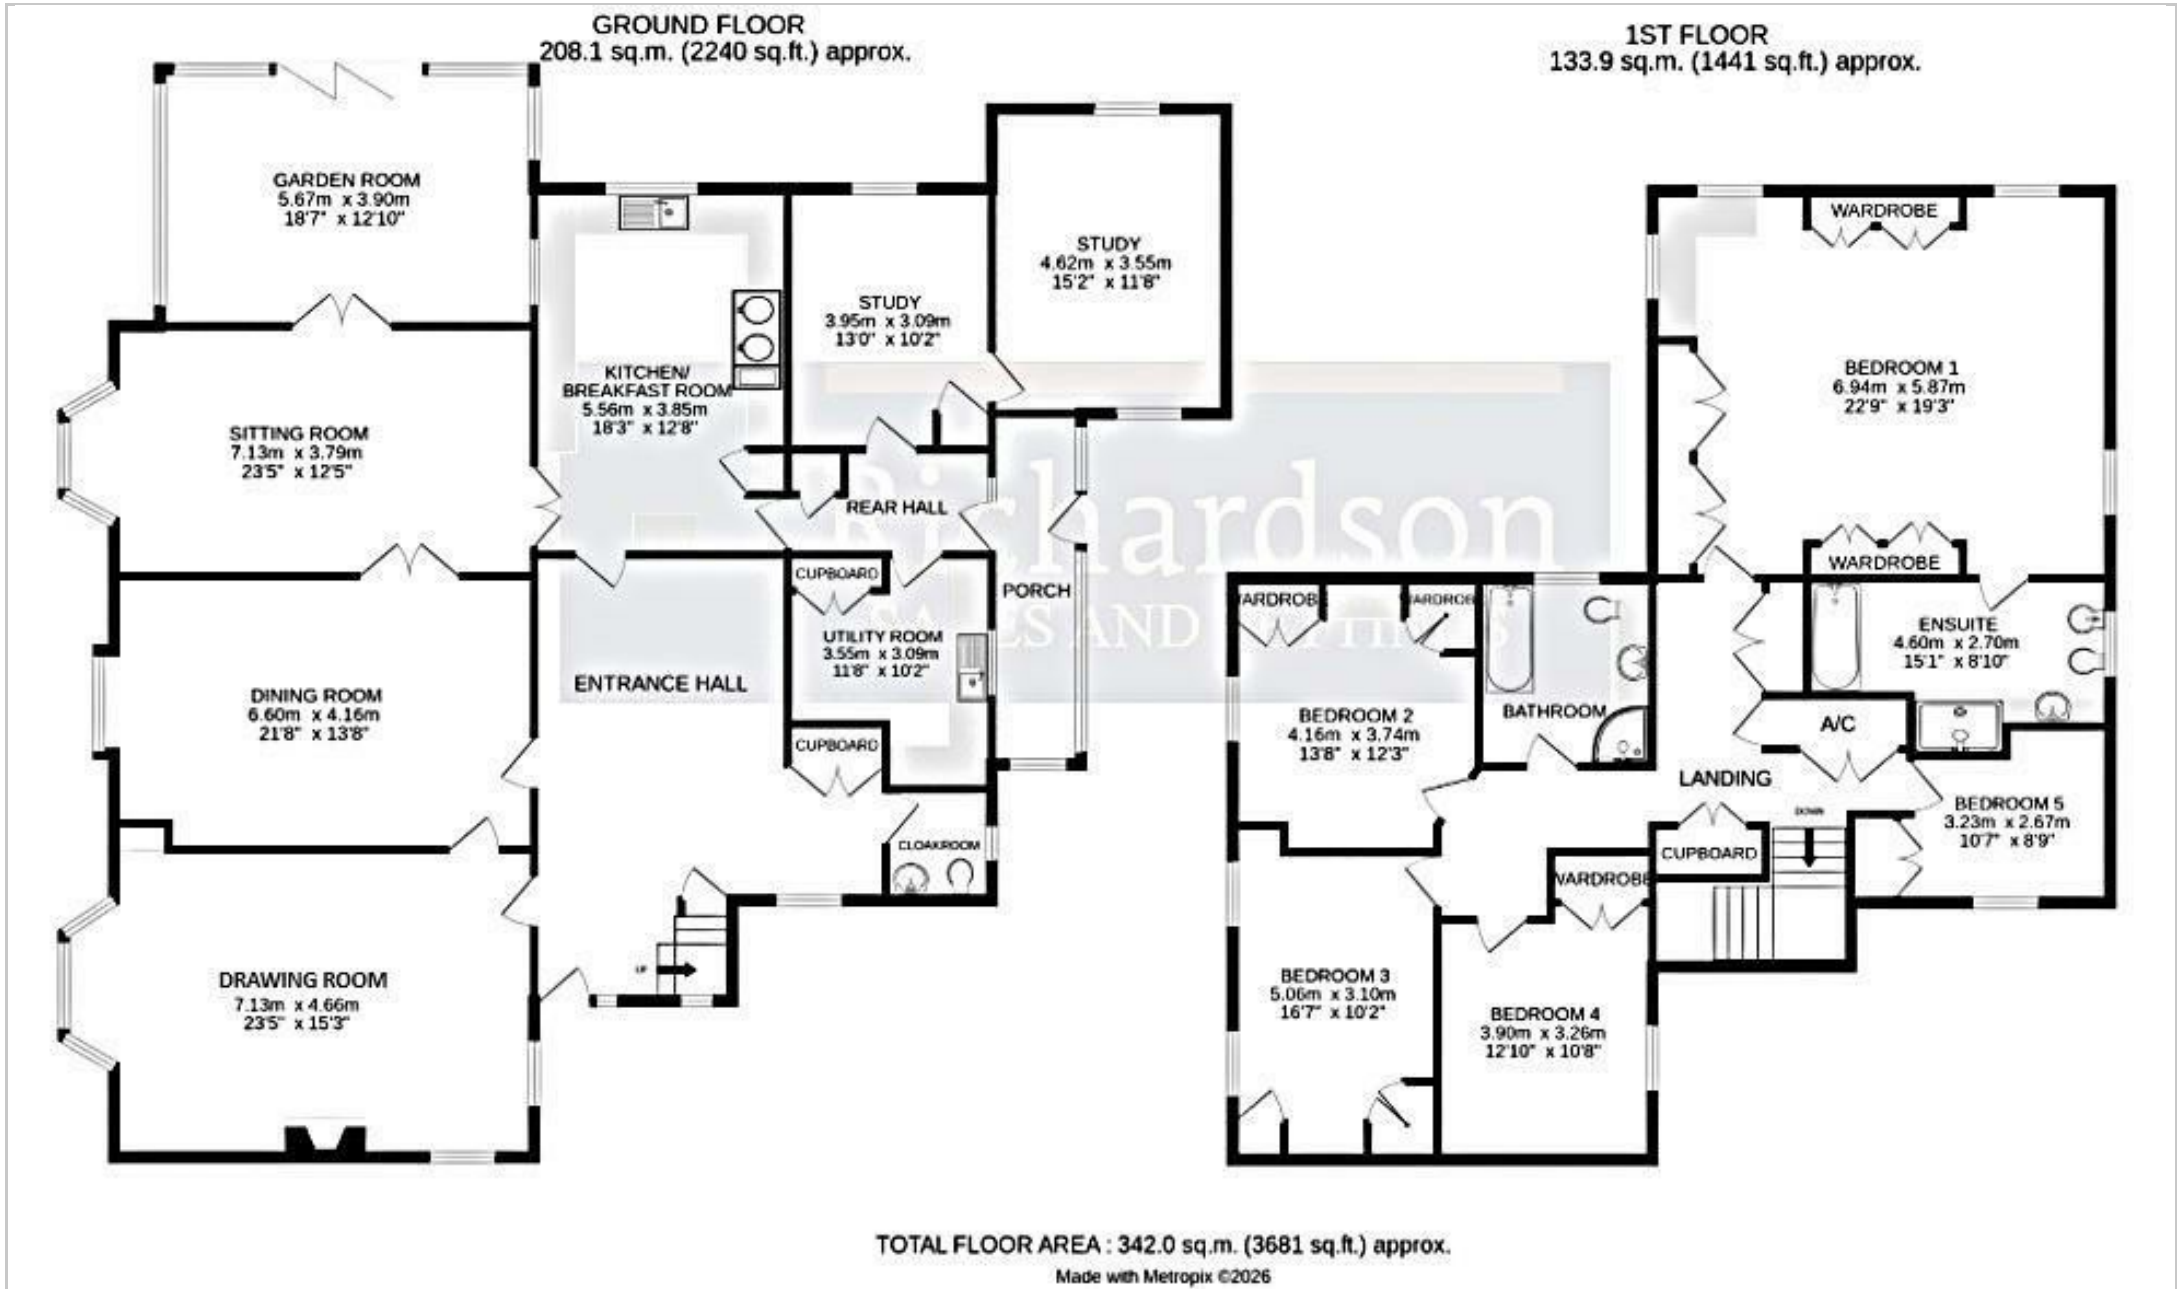 GROUND FLOOR
208.1 sq.m. (2240 sq.ft.) approx.
1ST FLOOR
133.9 sq.m. (1441 sq.ft.) approx.
GARDEN ROOM
5.67m x 3.90m
18'7" x 12'10"
STUDY
4.62m x 3.55m
15'2" x 11'8"
STUDY
3.95m x 3.09m
13'0" x 10'2"
KITCHEN/
BREAKFAST ROOM
5.56m x 3.85m
18'3" x 12'8"
SITTING ROOM
7.13m x 3.79m
23'5" x 12'5"
REAR HALL
PORCH
CUPBOARD
UTILITY ROOM
3.55m x 3.09m
11'8" x 10'2"
ENTRANCE HALL
DINING ROOM
6.60m x 4.16m
21'8" x 13'8"
CUPBOARD
CLOAKROOM
UP
DRAWING ROOM
7.13m x 4.66m
23'5" x 15'3"
WARDROBE
BEDROOM 1
6.94m x 5.87m
22'9" x 19'3"
WARDROBE
ENSUITE
4.60m x 2.70m
15'1" x 8'10"
WARDROBE
WARDROBE
BEDROOM 2
4.16m x 3.74m
13'8" x 12'3"
BATHROOM
A/C
LANDING
DOWN
BEDROOM 5
3.23m x 2.67m
10'7" x 8'9"
CUPBOARD
WARDROBE
BEDROOM 3
5.06m x 3.10m
16'7" x 10'2"
BEDROOM 4
3.90m x 3.26m
12'10" x 10'8"
Richardson
SALES AND LETTINGS
TOTAL FLOOR AREA : 342.0 sq.m. (3681 sq.ft.) approx.
Made with Metropix ©2026